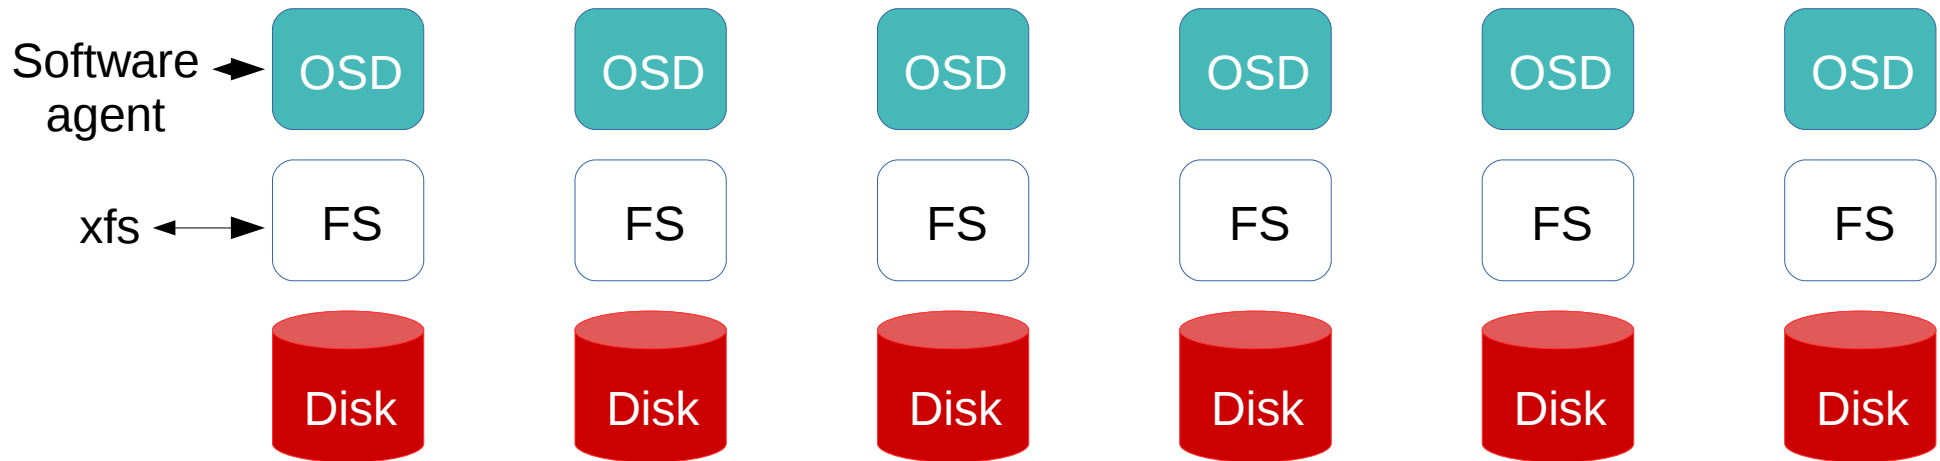 Software
agent
OSD OSD OSD OSD OSD OSD
xfs FS FS FS FS FS FS
Disk Disk Disk Disk Disk Disk